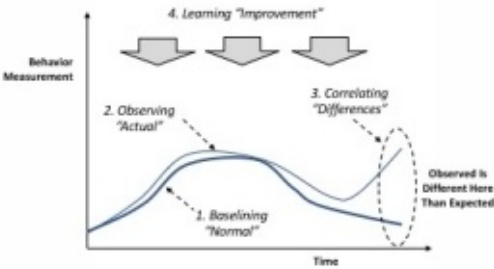 4. Learning “Improvement”
Behavior
Measurement
3. Correlating
“Differences”
2. Observing
“Actual”
Observed Is
Different Here
Than Expected
1. Baselining
“Normal”
Time